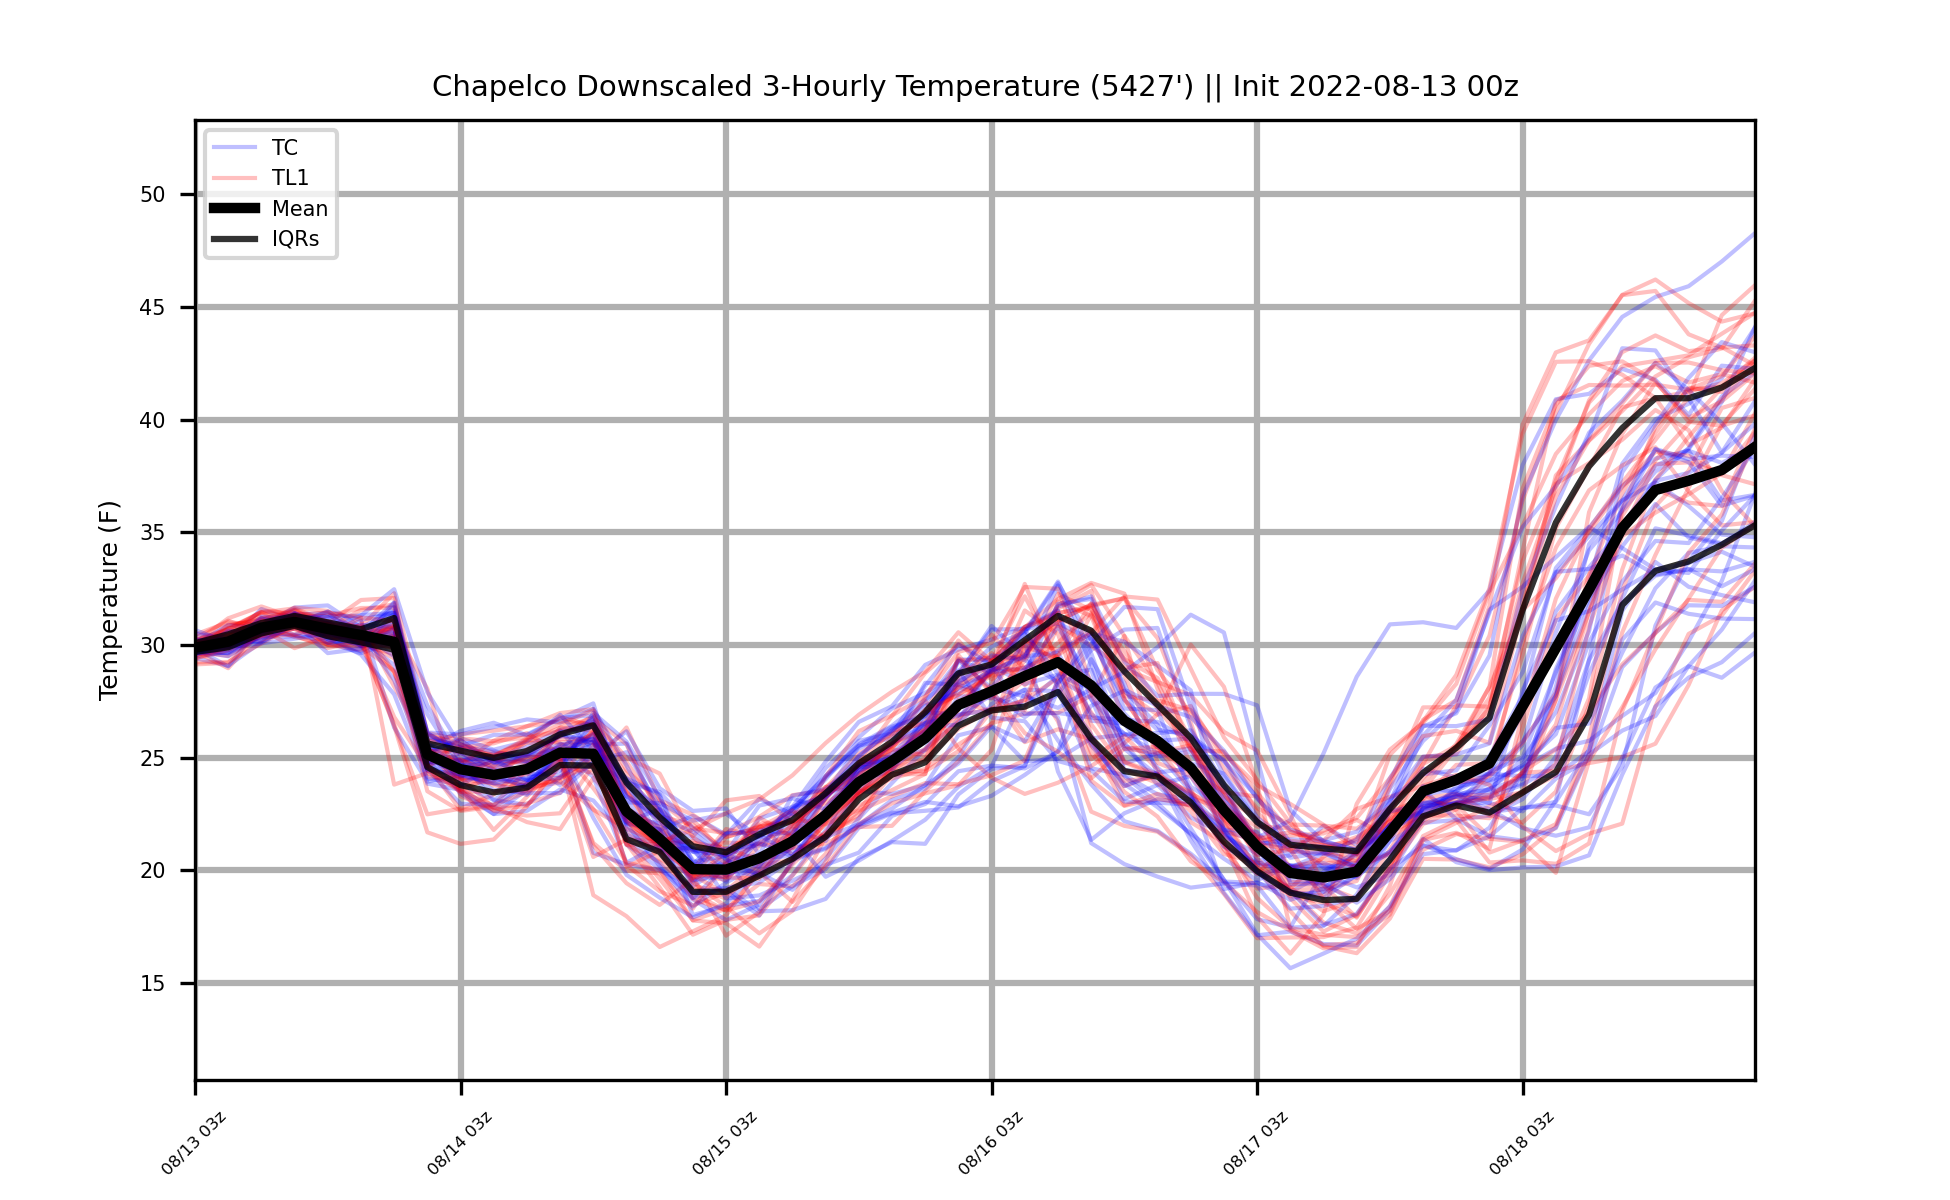 Chapelco Downscaled 3-Hourly Temperature (5427') || Init 2022-08-13 00z
TC
TL1
Mean
IQRs
Temperature (F)
50
45
40
35
30
25
20
15
08/13 03z
08/14 03z
08/15 03z
08/16 03z
08/17 03z
08/18 03z